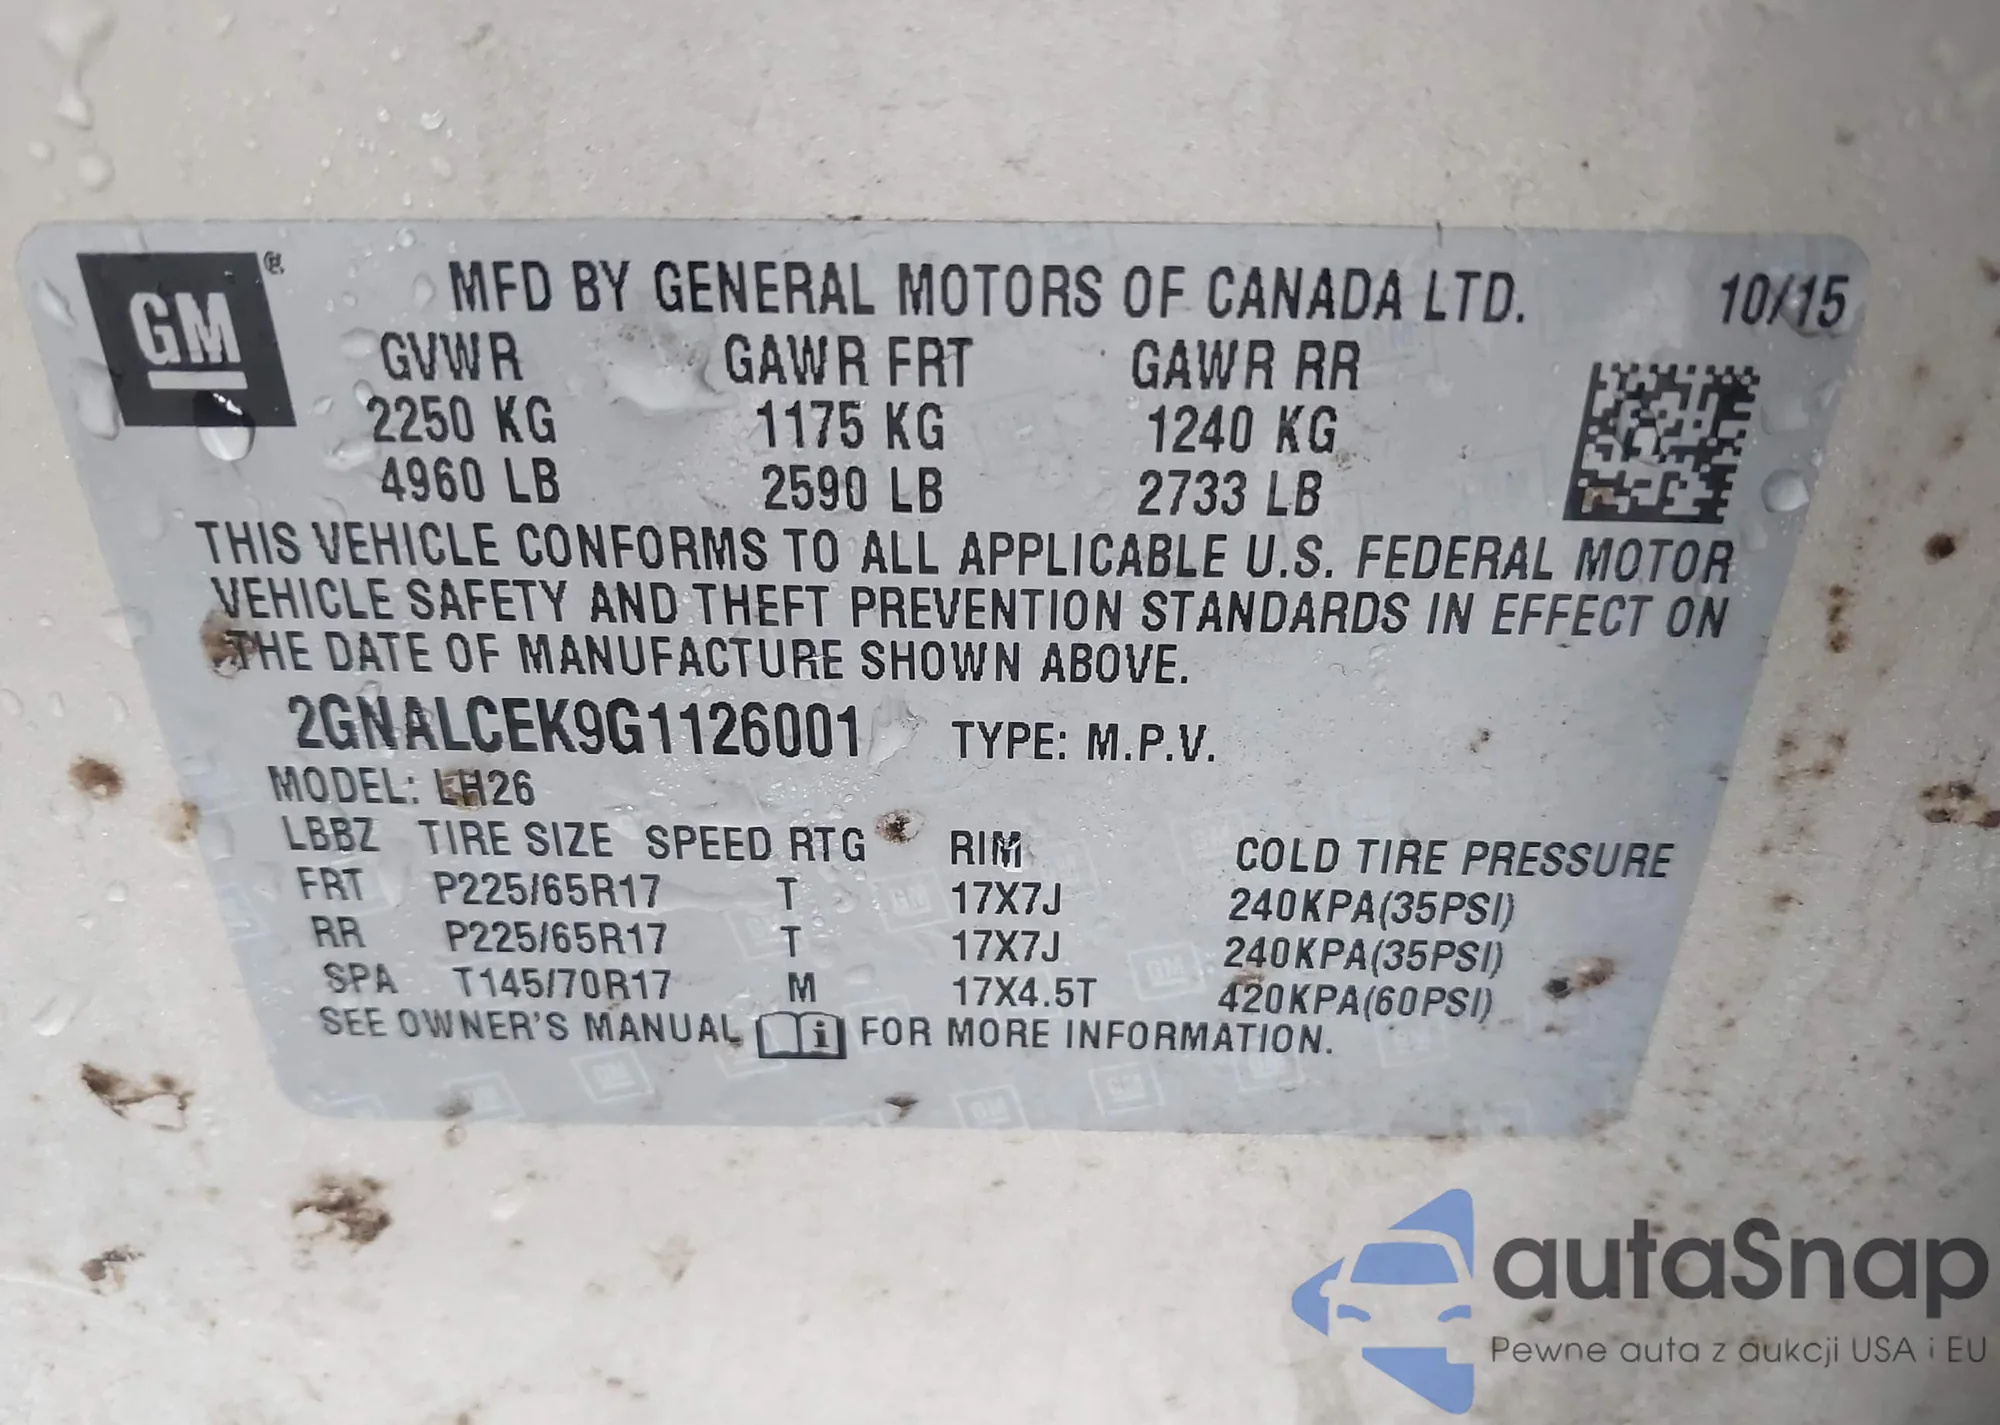 GM ®
MFD BY GENERAL MOTORS OF CANADA LTD. 10/15
GVWR GAWR FRT GAWR RR
2250 KG 1175 KG 1240 KG
4960 LB 2590 LB 2733 LB
THIS VEHICLE CONFORMS TO ALL APPLICABLE U.S. FEDERAL MOTOR
VEHICLE SAFETY AND THEFT PREVENTION STANDARDS IN EFFECT ON
THE DATE OF MANUFACTURE SHOWN ABOVE.
2GNALCEK9G1126001 TYPE: M.P.V.
MODEL: LH26
LBBZ TIRE SIZE SPEED RTG RIM COLD TIRE PRESSURE
FRT P225/65R17 T 17X7J 240KPA(35PSI)
RR P225/65R17 T 17X7J 240KPA(35PSI)
SPA T145/70R17 M 17X4.5T 420KPA(60PSI)
SEE OWNER'S MANUAL i FOR MORE INFORMATION.
autaSnap
Pewne auta z aukcji USA i EU